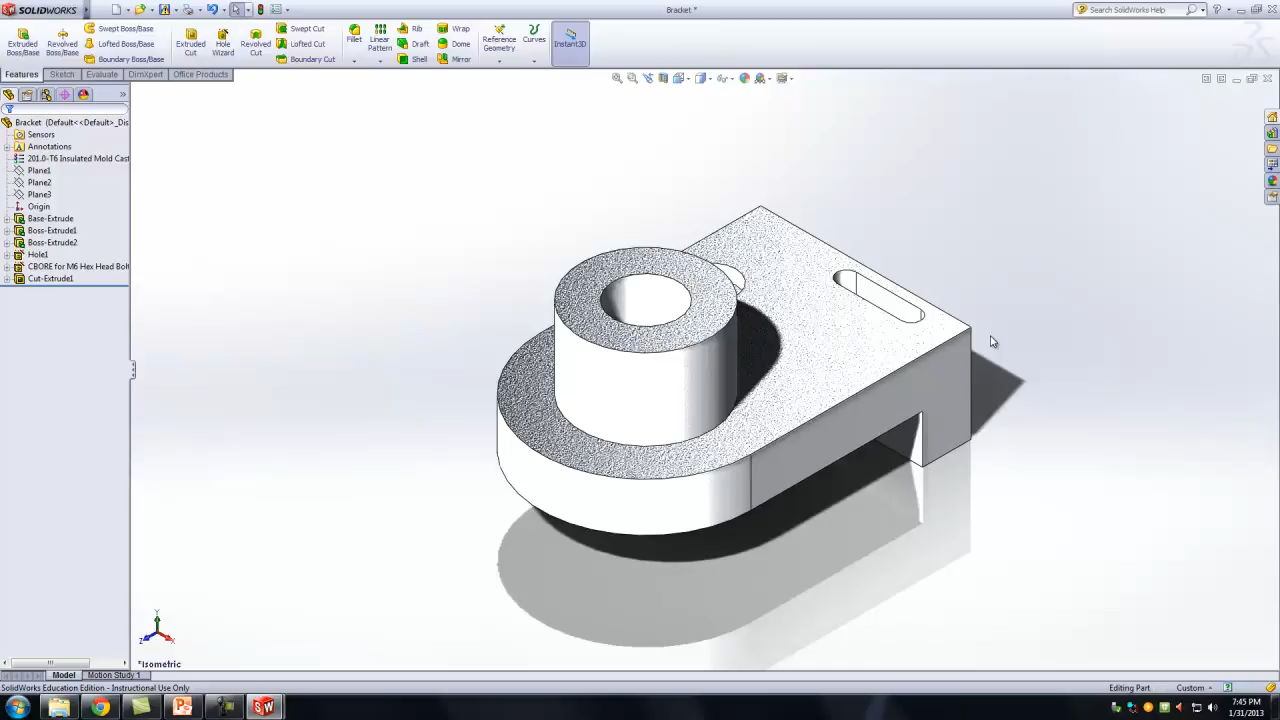 SOLIDWORKS
Bracket *
Search SolidWorks Help
Extruded Boss/Base
Revolved Boss/Base
Swept Boss/Base
Lofted Boss/Base
Boundary Boss/Base
Extruded Cut
Hole Wizard
Revolved Cut
Swept Cut
Lofted Cut
Boundary Cut
Fillet
Linear Pattern
Rib
Draft
Shell
Wrap
Dome
Mirror
Reference Geometry
Curves
Instant3D
Features Sketch Evaluate DimXpert Office Products
Bracket (Default<<Default>_Dis
Sensors
Annotations
201.0-T6 Insulated Mold Cast
Plane1
Plane2
Plane3
Origin
Base-Extrude
Boss-Extrude1
Boss-Extrude2
Hole1
CBORE for M6 Hex Head Bolt
Cut-Extrude1
Y
Z
X
*Isometric
Model Motion Study 1
SolidWorks Education Edition - Instructional Use Only
Editing Part
Custom
7:45 PM
1/31/2013